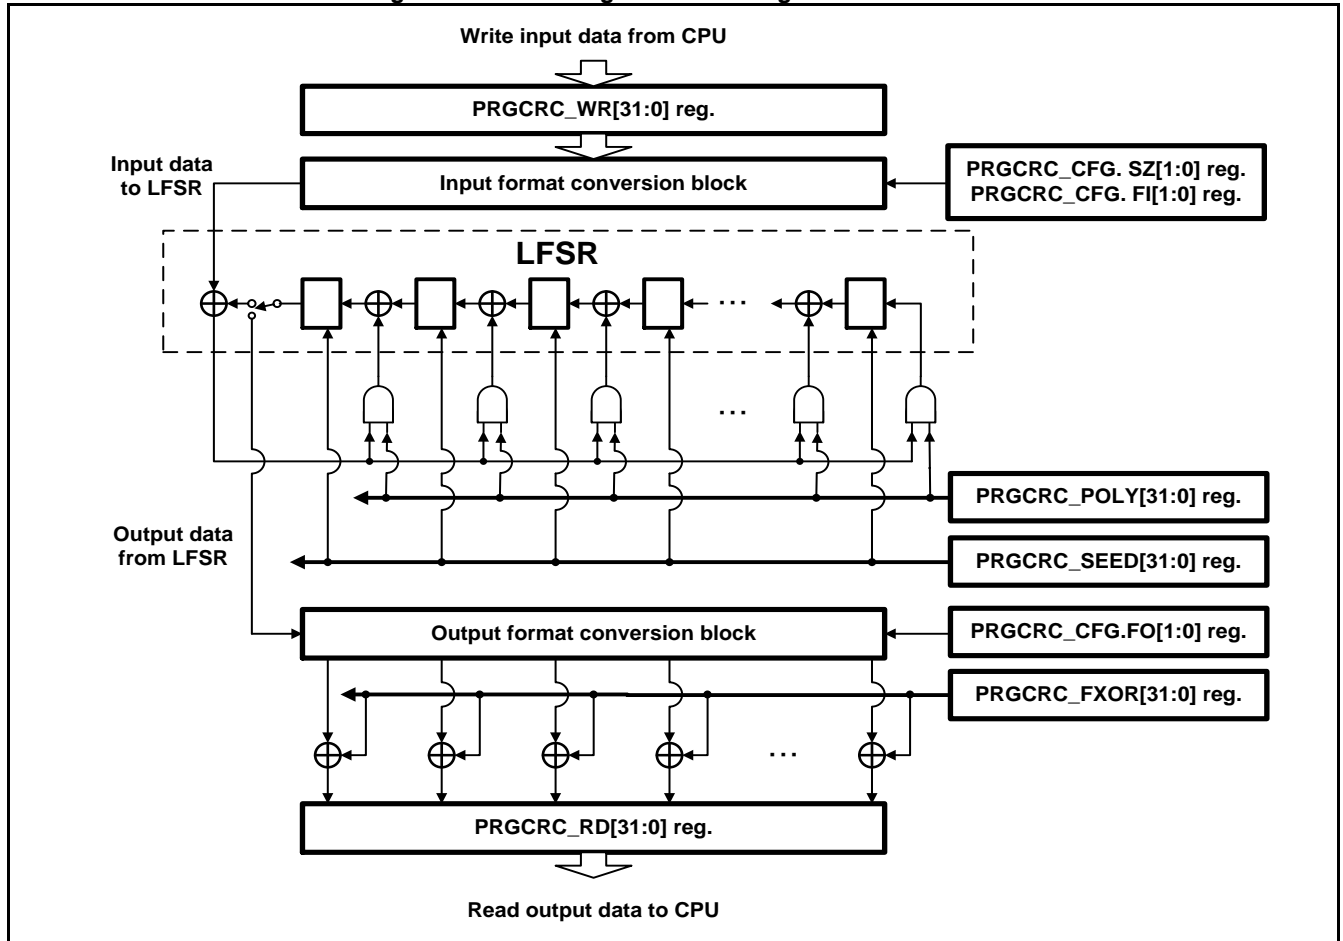 Write input data from CPU
PRGCRC_WR[31:0] reg.
Input data
to LFSR
Input format conversion block
PRGCRC_CFG. SZ[1:0] reg.
PRGCRC_CFG. FI[1:0] reg.
LFSR
...
...
PRGCRC_POLY[31:0] reg.
Output data
from LFSR
PRGCRC_SEED[31:0] reg.
Output format conversion block
PRGCRC_CFG.FO[1:0] reg.
PRGCRC_FXOR[31:0] reg.
...
PRGCRC_RD[31:0] reg.
Read output data to CPU